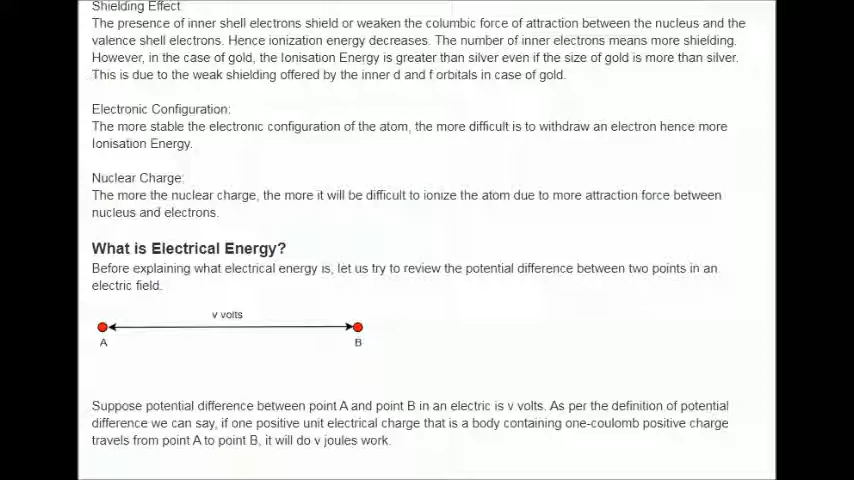 Shielding Effect
The presence of inner shell electrons shield or weaken the columbic force of attraction between the nucleus and the
valence shell electrons. Hence ionization energy decreases. The number of inner electrons means more shielding.
However, in the case of gold, the Ionisation Energy is greater than silver even if the size of gold is more than silver.
This is due to the weak shielding offered by the inner d and f orbitals in case of gold.
Electronic Configuration:
The more stable the electronic configuration of the atom, the more difficult is to withdraw an electron hence more
Ionisation Energy.
Nuclear Charge:
The more the nuclear charge, the more it will be difficult to ionize the atom due to more attraction force between
nucleus and electrons.
What is Electrical Energy?
Before explaining what electrical energy is, let us try to review the potential difference between two points in an
electric field.
v volts
A B
Suppose potential difference between point A and point B in an electric is v volts. As per the definition of potential
difference we can say, if one positive unit electrical charge that is a body containing one-coulomb positive charge
travels from point A to point B, it will do v joules work.